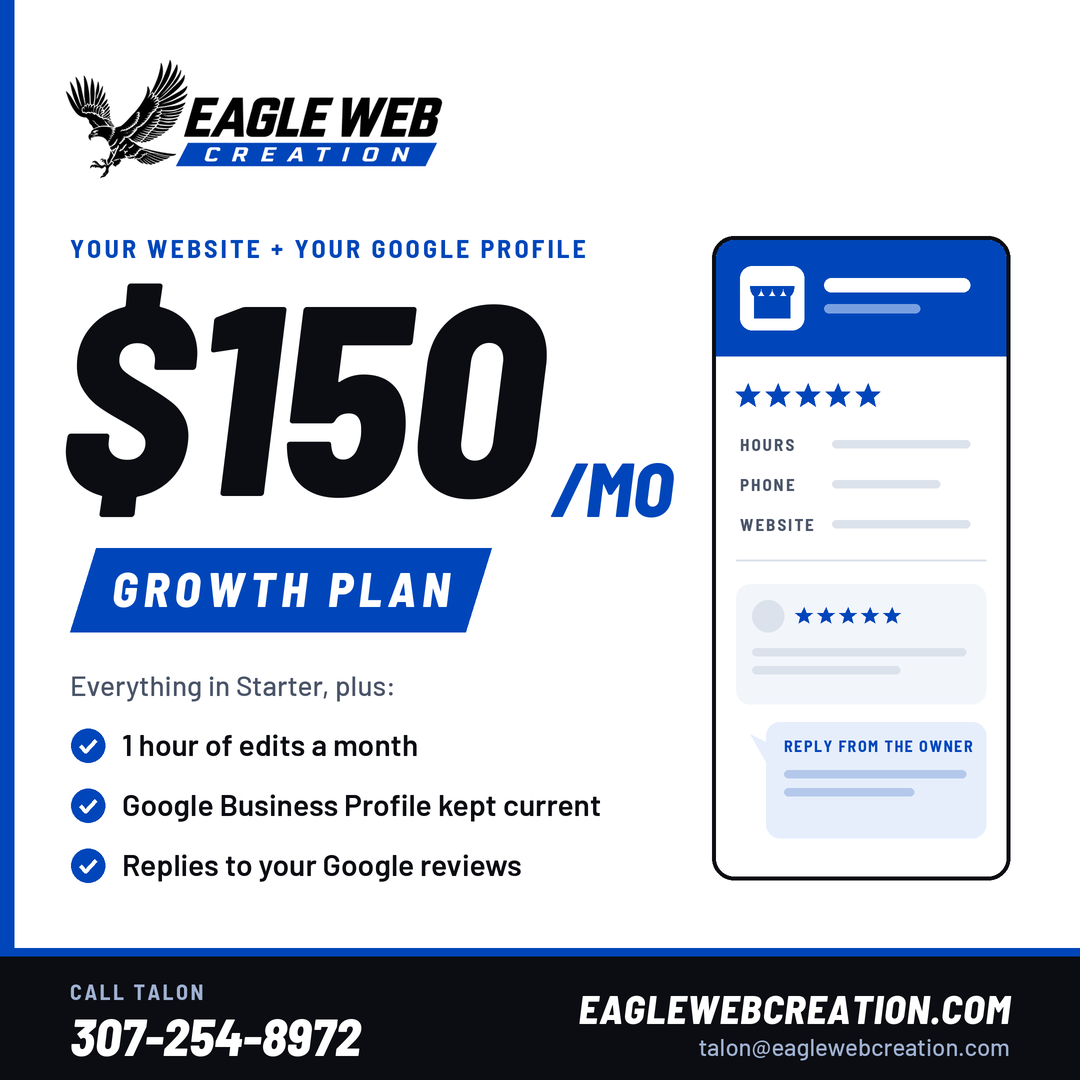 EAGLE WEB
CREATION
YOUR WEBSITE + YOUR GOOGLE PROFILE
$150 /MO
GROWTH PLAN
Everything in Starter, plus:
1 hour of edits a month
Google Business Profile kept current
Replies to your Google reviews
HOURS
PHONE
WEBSITE
REPLY FROM THE OWNER
CALL TALON
307-254-8972
EAGLEWEBCREATION.COM
talon@eaglewebcreation.com